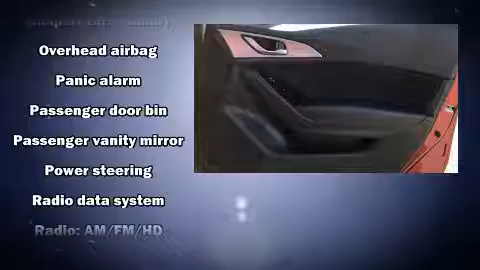 Overhead airbag
Panic alarm
Passenger door bin
Passenger vanity mirror
Power steering
Radio data system
Radio: AM/FM/HD